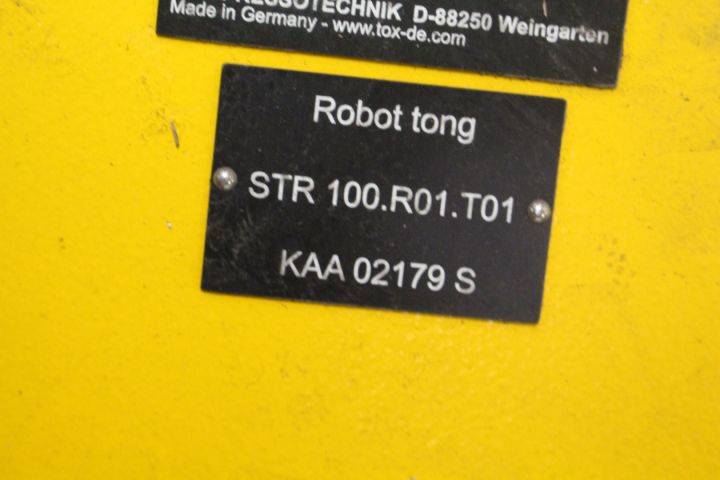 D-88250 Weingarten
Made in Germany - www.tox-de.com
Robot tong
STR 100.R01.T01
KAA 02179 S